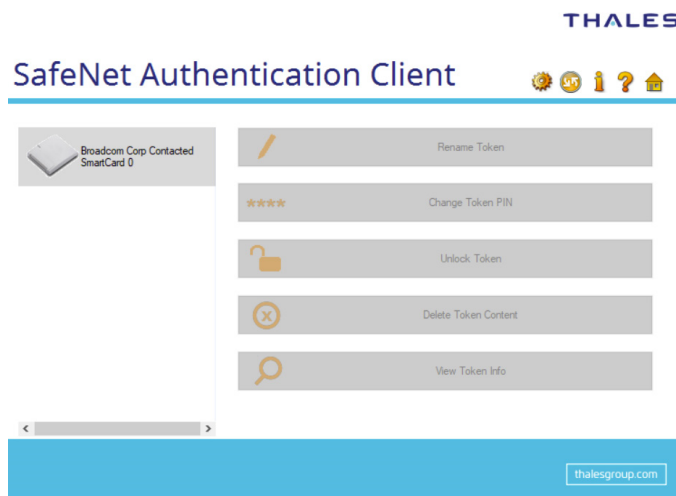 THALES
SafeNet Authentication Client
Broadcom Corp Contacted
SmartCard 0
Rename Token
****
Change Token PIN
Unlock Token
Delete Token Content
View Token Info
thalesgroup.com